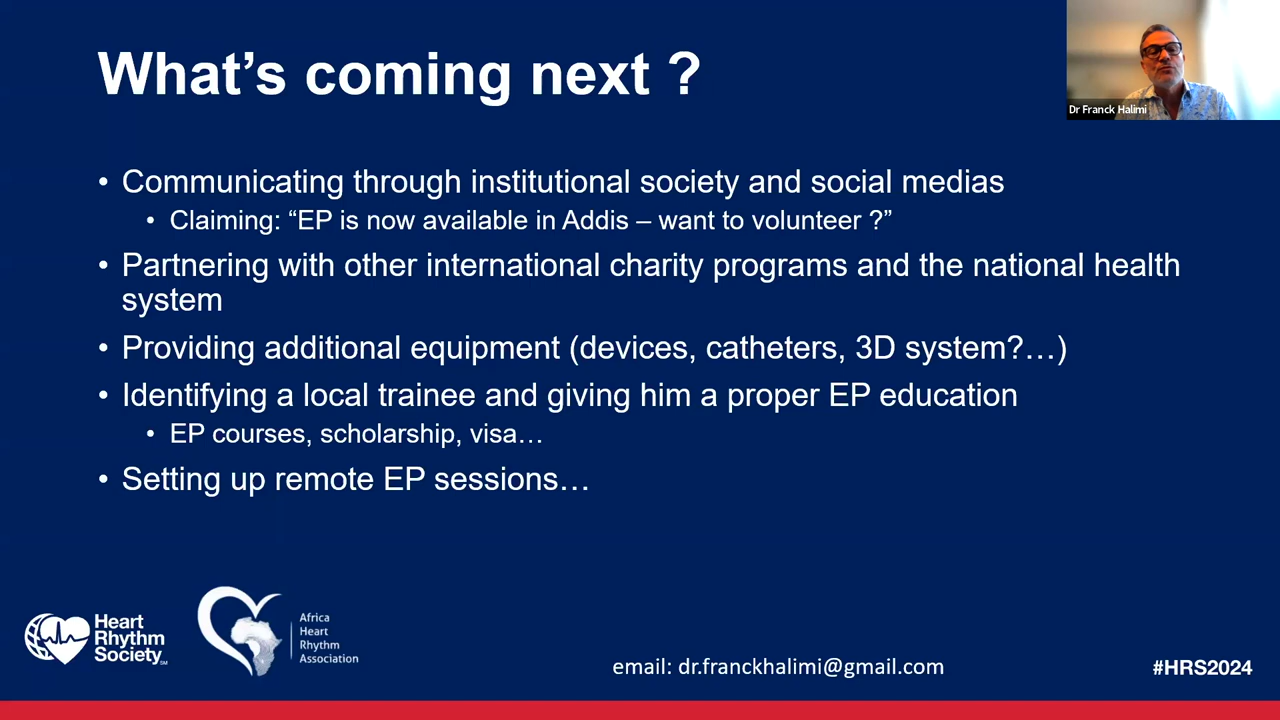 What's coming next ?
Dr Franck Halimi
• Communicating through institutional society and social medias
• Claiming: “EP is now available in Addis – want to volunteer ?”
• Partnering with other international charity programs and the national health
system
• Providing additional equipment (devices, catheters, 3D system?…)
• Identifying a local trainee and giving him a proper EP education
• EP courses, scholarship, visa…
• Setting up remote EP sessions…
Heart
Rhythm
Society SM
Africa
Heart
Rhythm
Association
email: dr.franckhalimi@gmail.com
#HRS2024